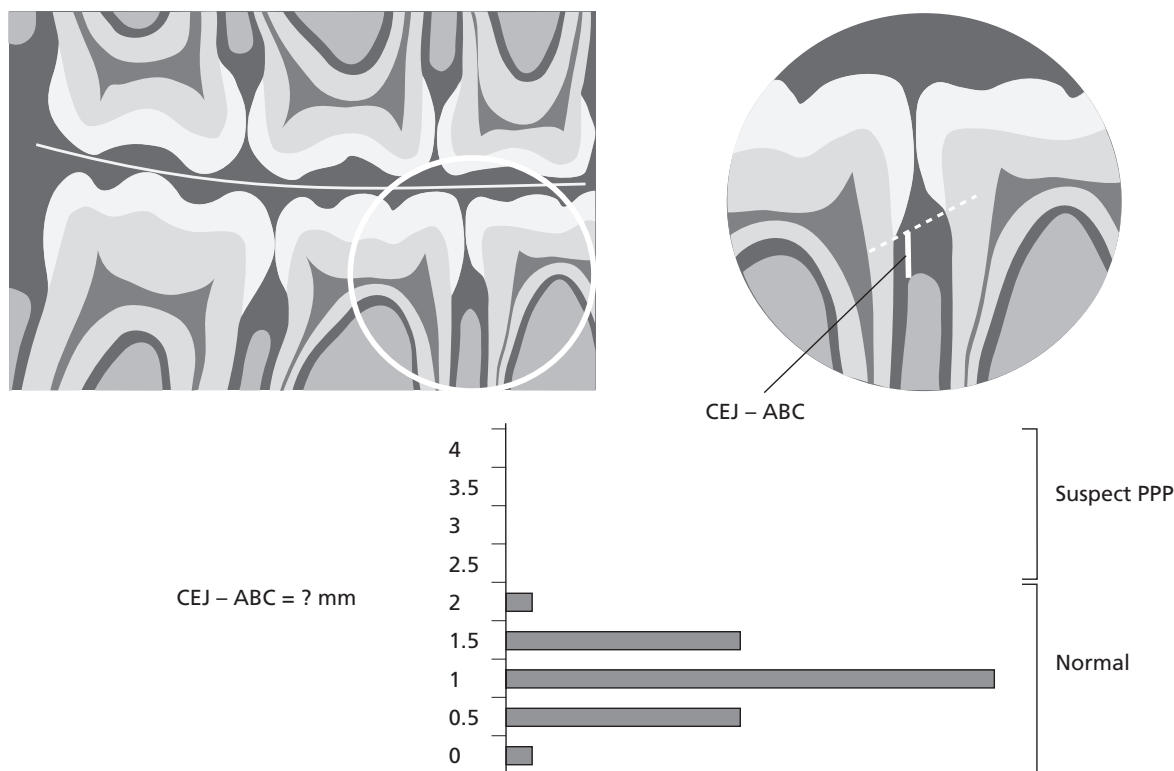 CEJ – ABC
4
3.5
3
2.5
2
1.5
1
0.5
0
Suspect PPP
CEJ – ABC = ? mm
Normal